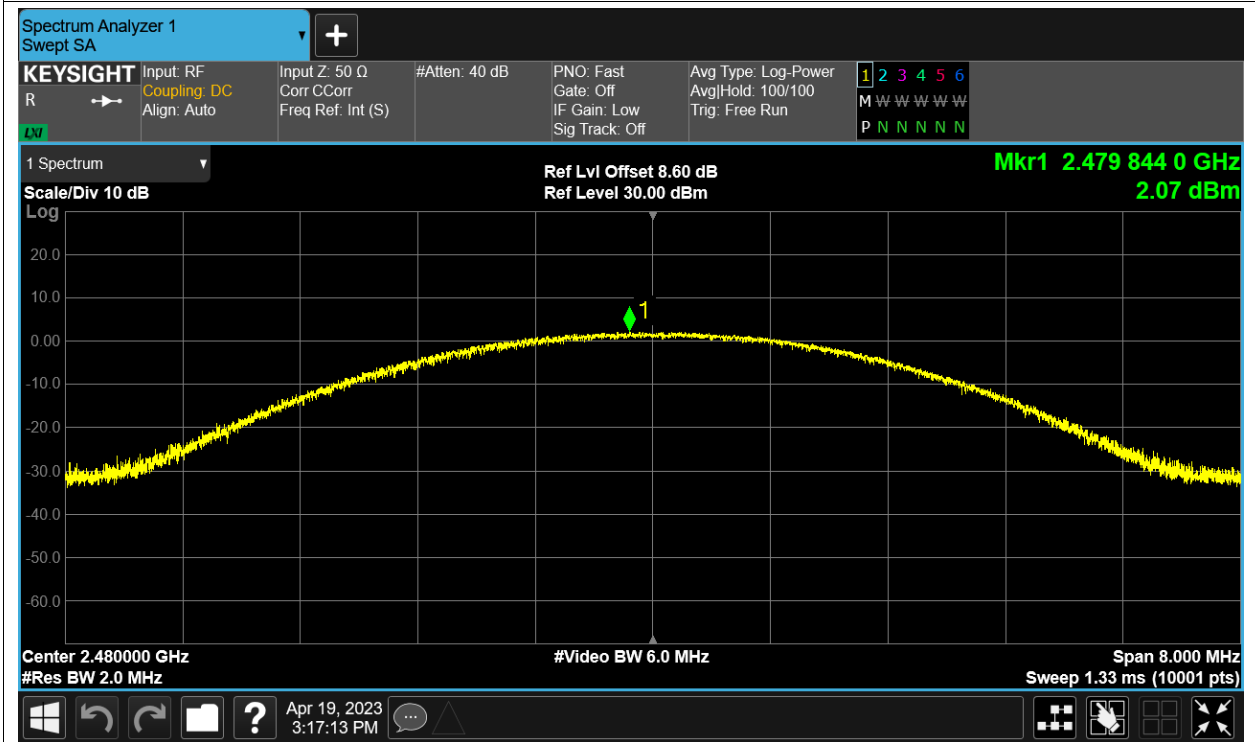 Spectrum Analyzer 1
Swept SA
+
KEYSIGHT Input: RF Input Z: 50 Ω #Atten: 40 dB PNO: Fast Avg Type: Log-Power 1 2 3 4 5 6
R Coupling: DC Corr CCorr Gate: Off Avg|Hold: 100/100 M W W W W W
Align: Auto Freq Ref: Int (S) IF Gain: Low Trig: Free Run
LXI Sig Track: Off P N N N N N
1 Spectrum Ref Lvl Offset 8.60 dB Mkr1 2.479 844 0 GHz
Scale/Div 10 dB Ref Level 30.00 dBm 2.07 dBm
Log
20.0
10.0
1
0.00
-10.0
-20.0
-30.0
-40.0
-50.0
-60.0
Center 2.480000 GHz #Video BW 6.0 MHz Span 8.000 MHz
#Res BW 2.0 MHz Sweep 1.33 ms (10001 pts)
? Apr 19, 2023
3:17:13 PM